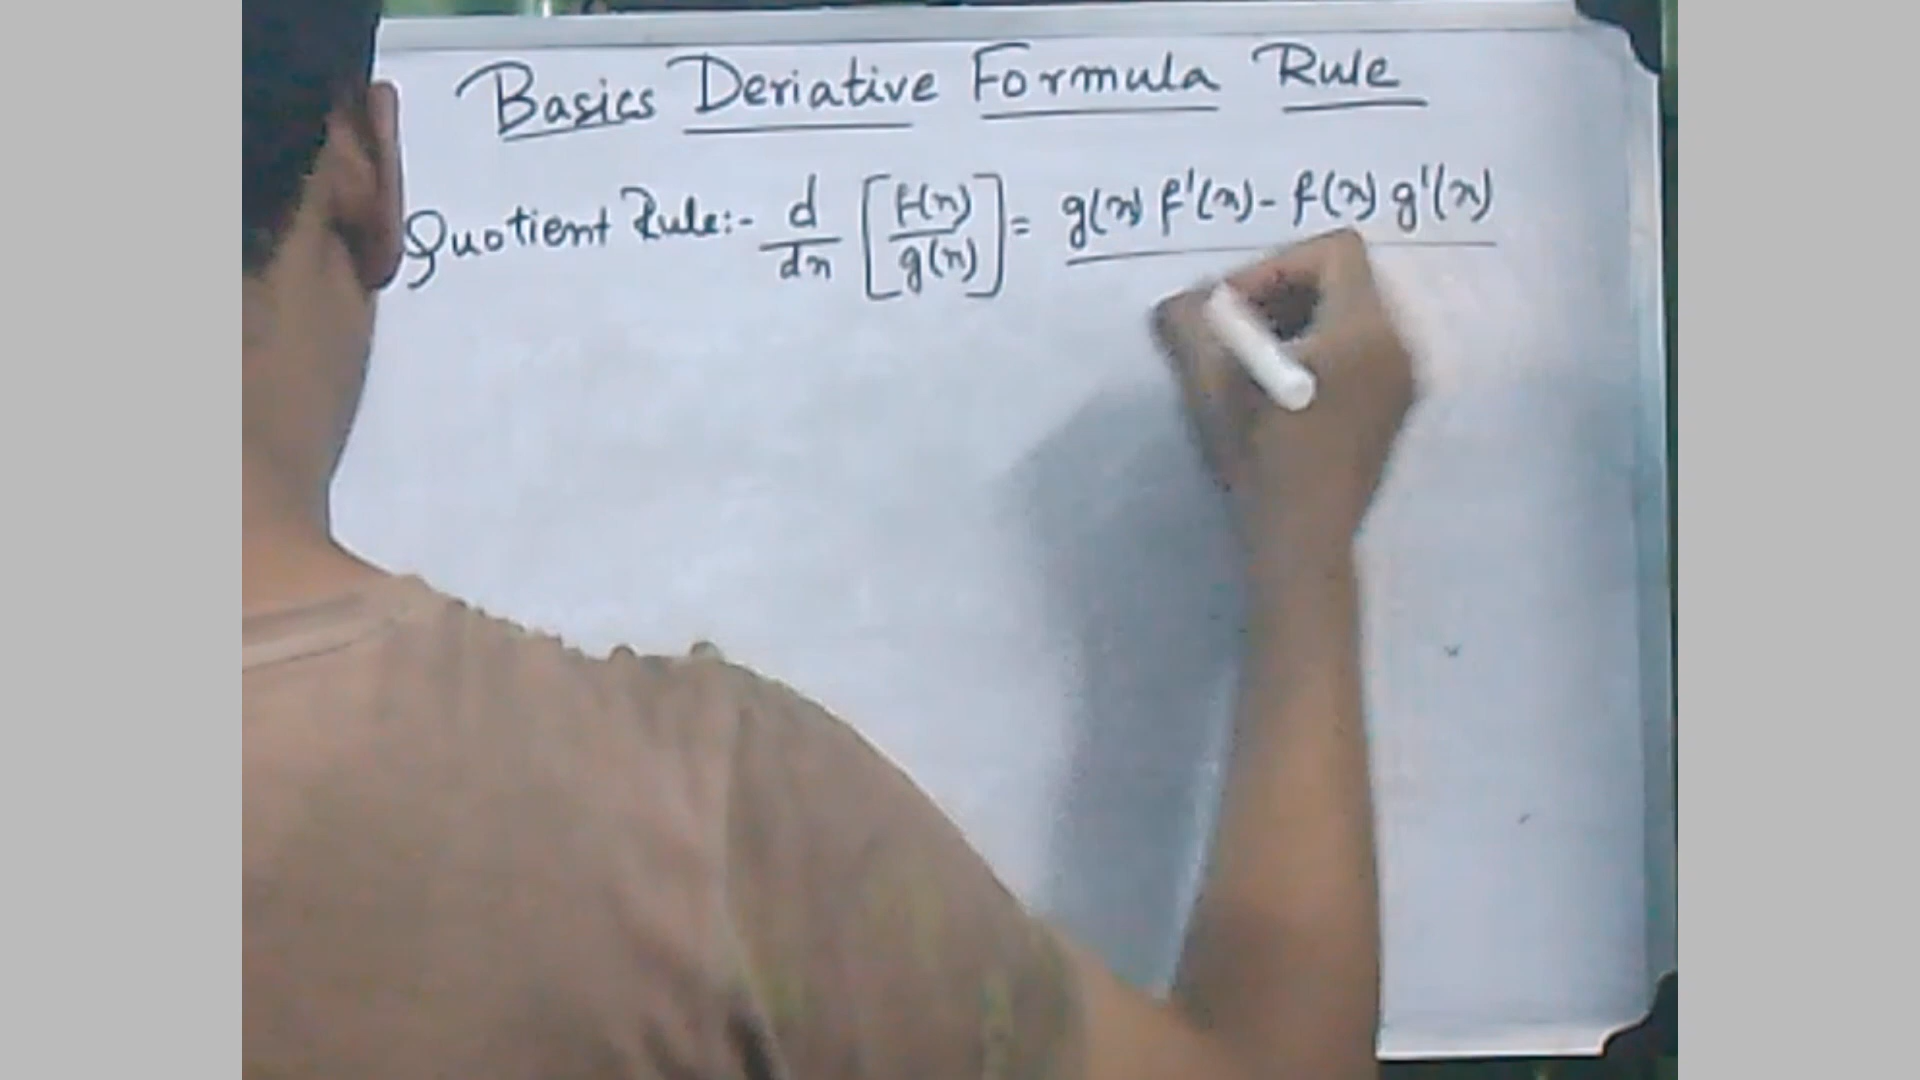 Basics Deriative Formula Rule
Quotient Rule:- d/dx [f(x)/g(x)] = g(x) f'(x) - f(x) g'(x)